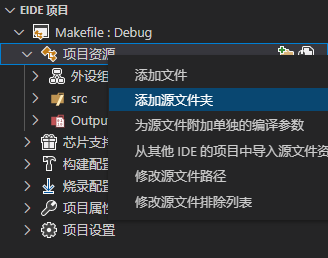 EIDE 项目
Makefile : Debug
项目资源
外设组
src
Outpu
芯片支
构建配
烧录配
项目属
项目设置
添加文件
添加源文件夹
为源文件附加单独的编译参数
从其他 IDE 的项目中导入源文件资
修改源文件路径
修改源文件排除列表